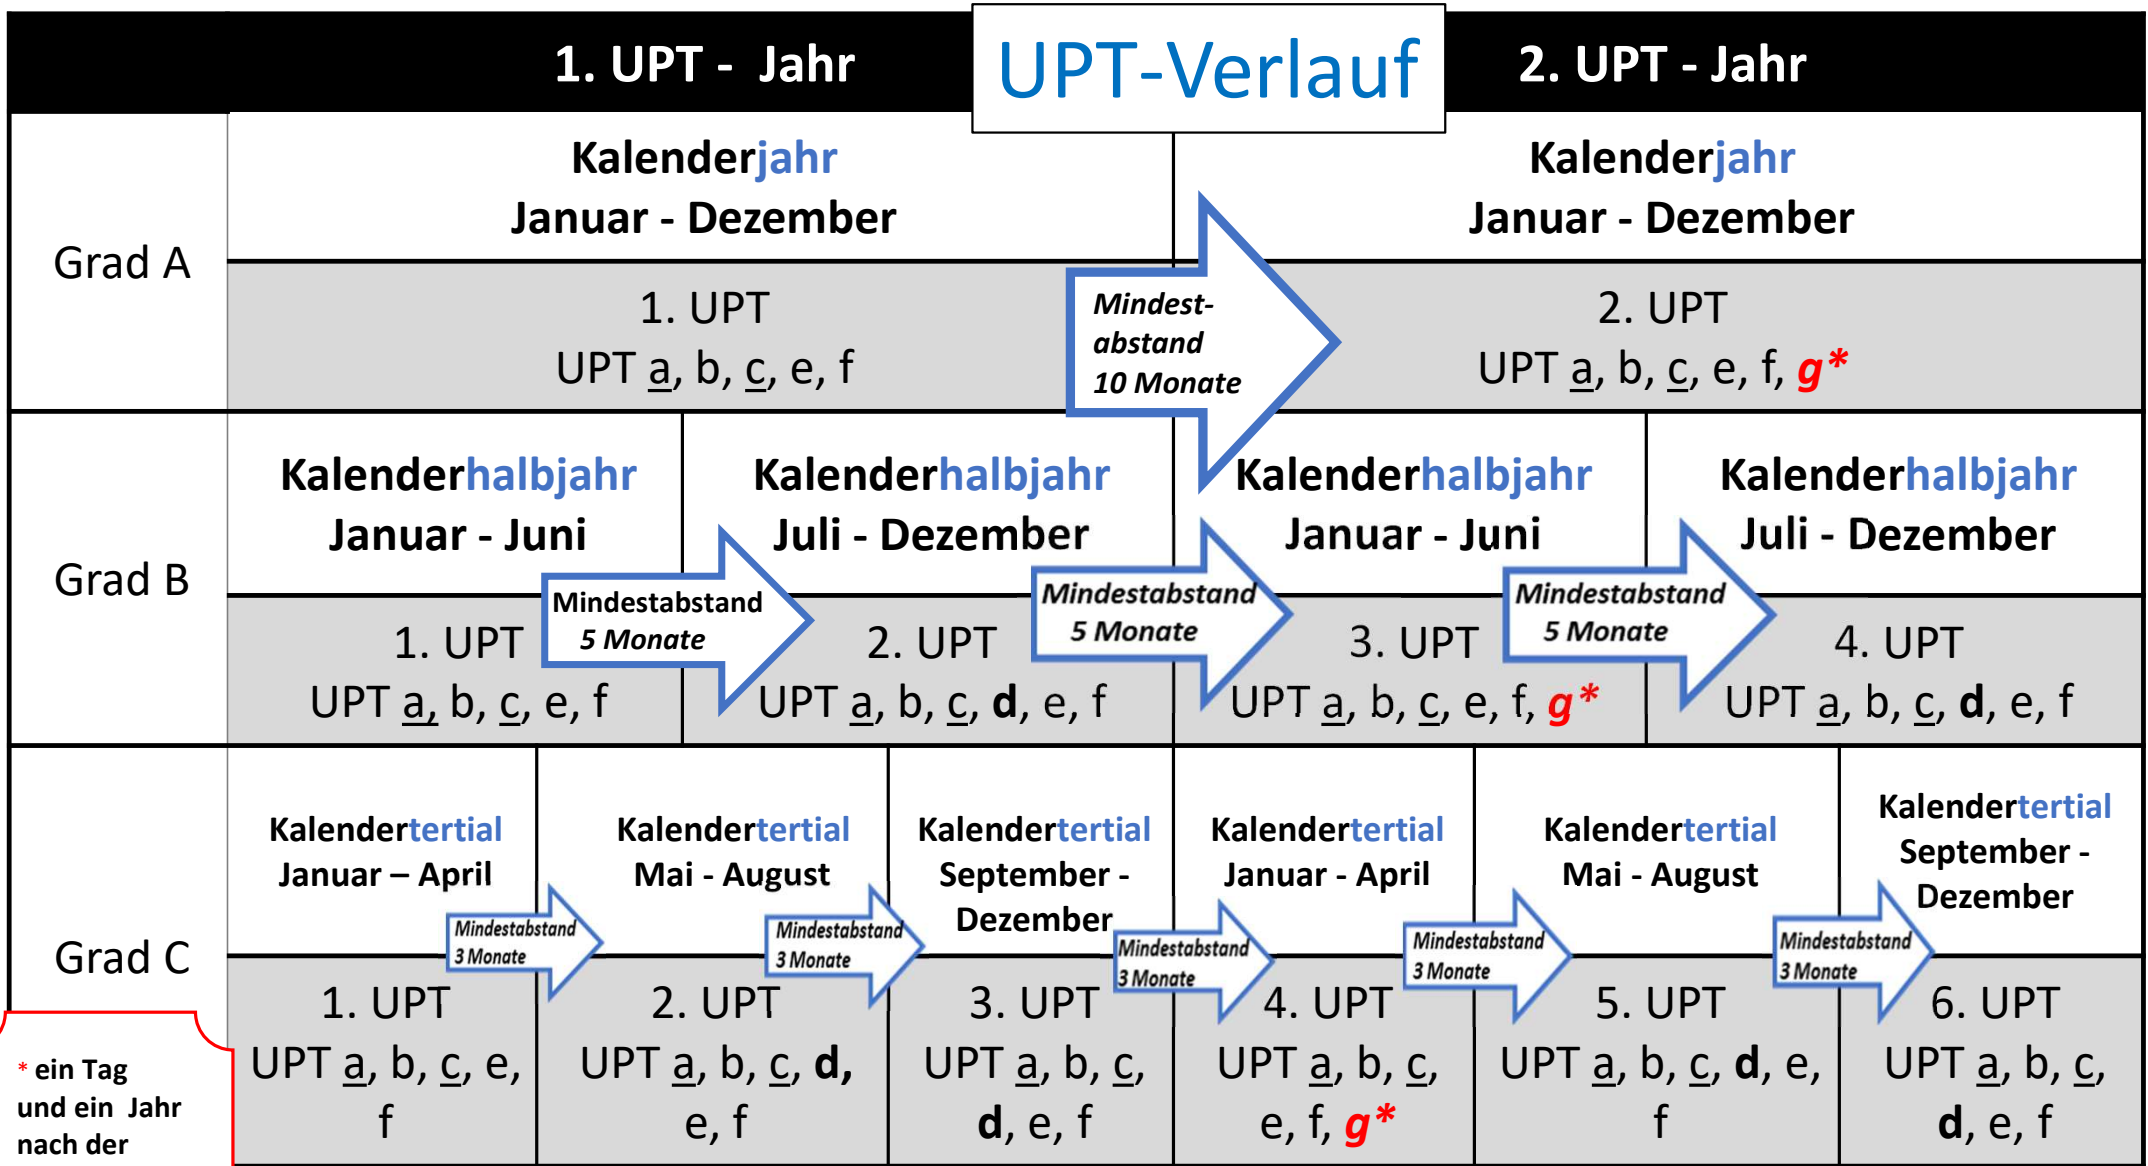 1. UPT - Jahr
UPT-Verlauf
2. UPT - Jahr
Grad A
Kalenderjahr
Januar - Dezember
Kalenderjahr
Januar - Dezember
1. UPT
UPT a, b, c, e, f
Mindest-
abstand
10 Monate
2. UPT
UPT a, b, c, e, f, g*
Grad B
Kalenderhalbjahr
Januar - Juni
Kalenderhalbjahr
Juli - Dezember
Kalenderhalbjahr
Januar - Juni
Kalenderhalbjahr
Juli - Dezember
1. UPT
UPT a, b, c, e, f
Mindestabstand
5 Monate
2. UPT
UPT a, b, c, d, e, f
Mindestabstand
5 Monate
3. UPT
UPT a, b, c, e, f, g*
Mindestabstand
5 Monate
4. UPT
UPT a, b, c, d, e, f
Grad C
Kalendertertial
Januar – April
Kalendertertial
Mai - August
Kalendertertial
September -
Dezember
Kalendertertial
Januar - April
Kalendertertial
Mai - August
Kalendertertial
September -
Dezember
Mindestabstand
3 Monate
Mindestabstand
3 Monate
Mindestabstand
3 Monate
Mindestabstand
3 Monate
Mindestabstand
3 Monate
1. UPT
UPT a, b, c, e,
f
2. UPT
UPT a, b, c, d,
e, f
3. UPT
UPT a, b, c,
d, e, f
4. UPT
UPT a, b, c,
e, f, g*
5. UPT
UPT a, b, c, d, e,
f
6. UPT
UPT a, b, c,
d, e, f
* ein Tag
und ein Jahr
nach der